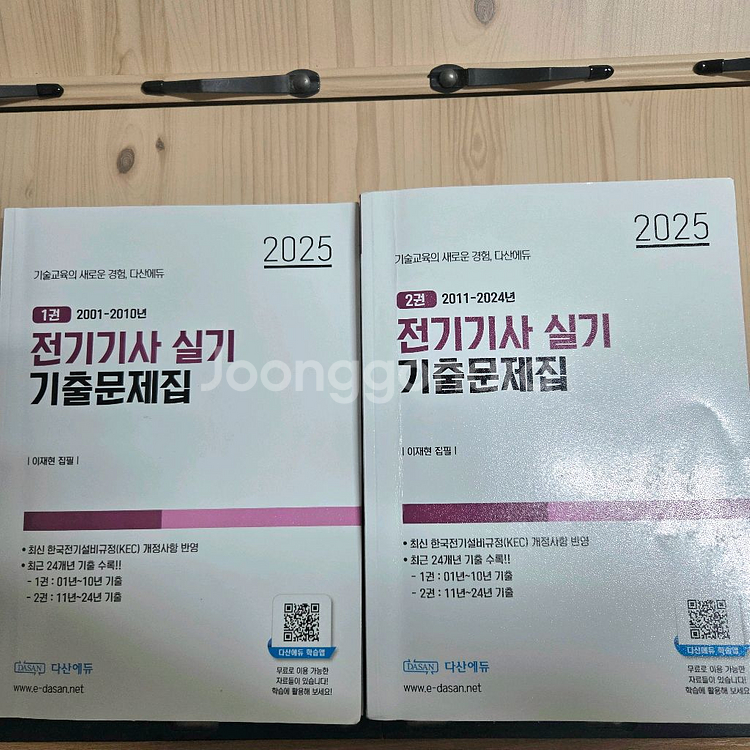 2025
기술교육의 새로운 경험, 다산에듀
1권 2001-2010년
전기기사 실기
기출문제집
| 이재현 집필 |
• 최신 한국전기설비규정(KEC) 개정사항 반영
• 최근 24개년 기출 수록!!
- 1권 : 01년~10년 기출
- 2권 : 11년~24년 기출
다산에듀 학습앱
무료로 이용 가능한
자료들이 있습니다!
학습에 활용해 보세요!
DASAN 다산에듀
www.e-dasan.net
2025
기술교육의 새로운 경험, 다산에듀
2권 2011-2024년
전기기사 실기
기출문제집
| 이재현 집필 |
• 최신 한국전기설비규정(KEC) 개정사항 반영
• 최근 24개년 기출 수록!!
- 1권 : 01년~10년 기출
- 2권 : 11년~24년 기출
다산에듀 학습앱
무료로 이용 가능한
자료들이 있습니다!
학습에 활용해 보세요
DASAN 다산에듀
www.e-dasan.net